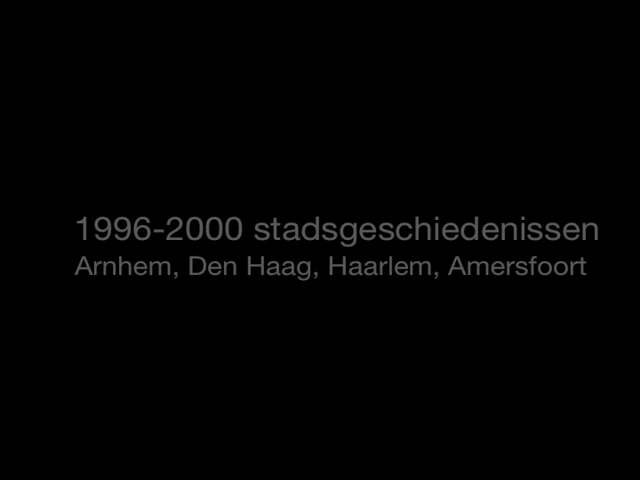 1996-2000 stadsgeschiedenissen
Arnhem, Den Haag, Haarlem, Amersfoort